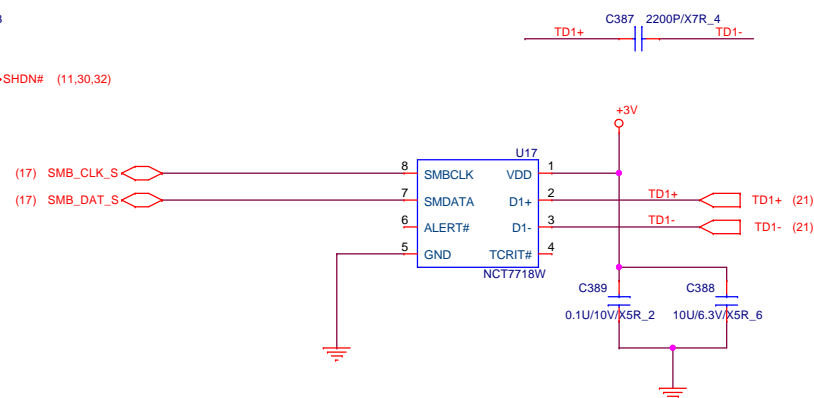 3
C387 2200P/X7R_4
TD1+ TD1-
SHDN# (11,30,32)
+3V
U17
(17) SMB_CLK_S 8 SMBCLK VDD 1
(17) SMB_DAT_S 7 SMDATA D1+ 2 TD1+ TD1+ (21)
6 ALERT# D1- 3 TD1- TD1- (21)
5 GND TCRIT# 4
NCT7718W
C389 C388
0.1U/10V/X5R_2 10U/6.3V/X5R_6